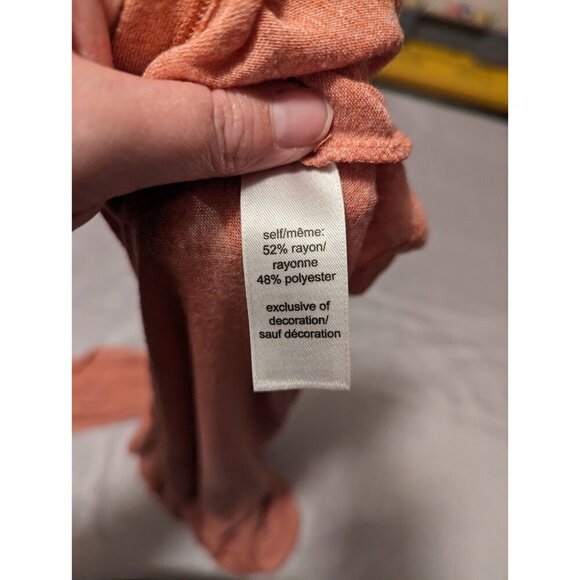 self/même:
52% rayon/
rayonne
48% polyester
exclusive of
decoration/
sauf décoration